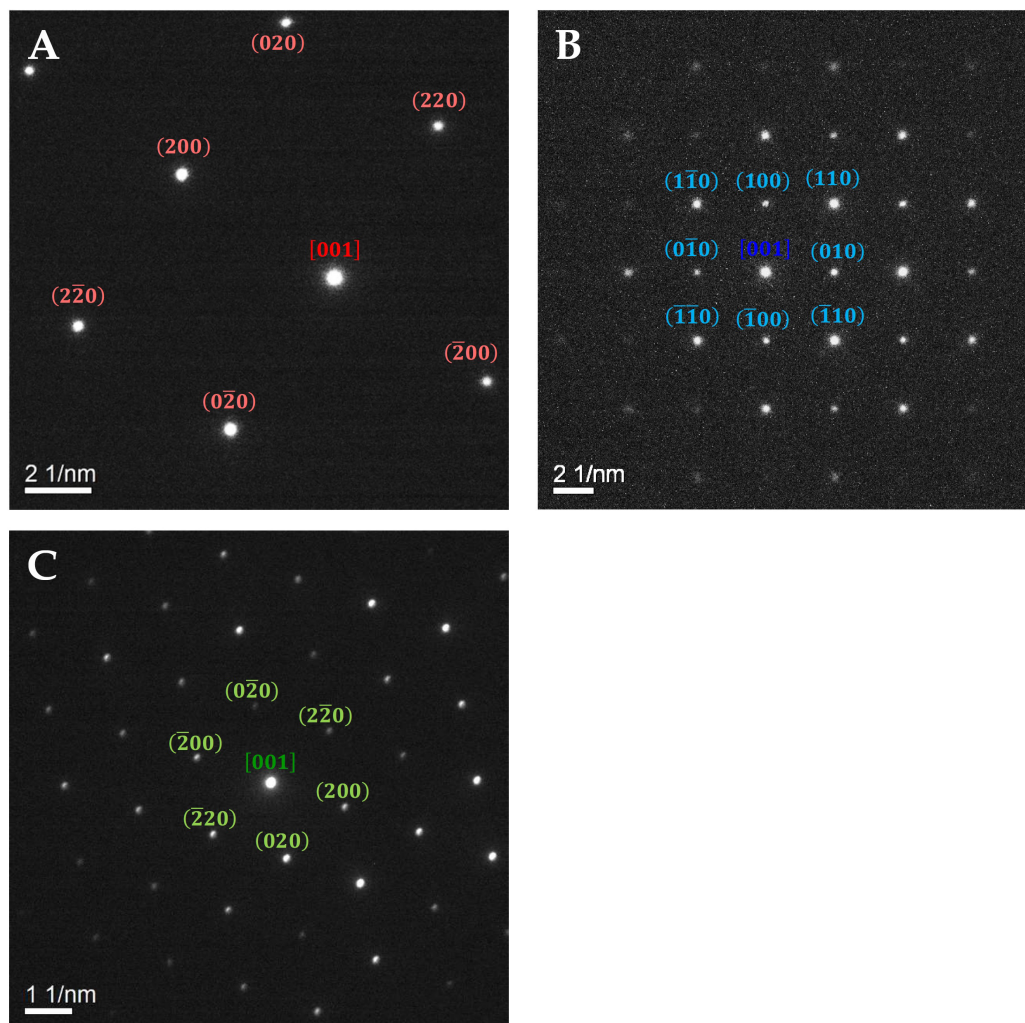 A
(020)
(220)
(200)
[001]
(22̅0)
(2̅00)
(02̅0)
2 1/nm
B
(11̅0) (100) (110)
(01̅0) [001] (010)
(1̅1̅0) (1̅00) (1̅10)
2 1/nm
C
(02̅0)
(22̅0)
(2̅00)
[001]
(200)
(2̅20)
(020)
1 1/nm